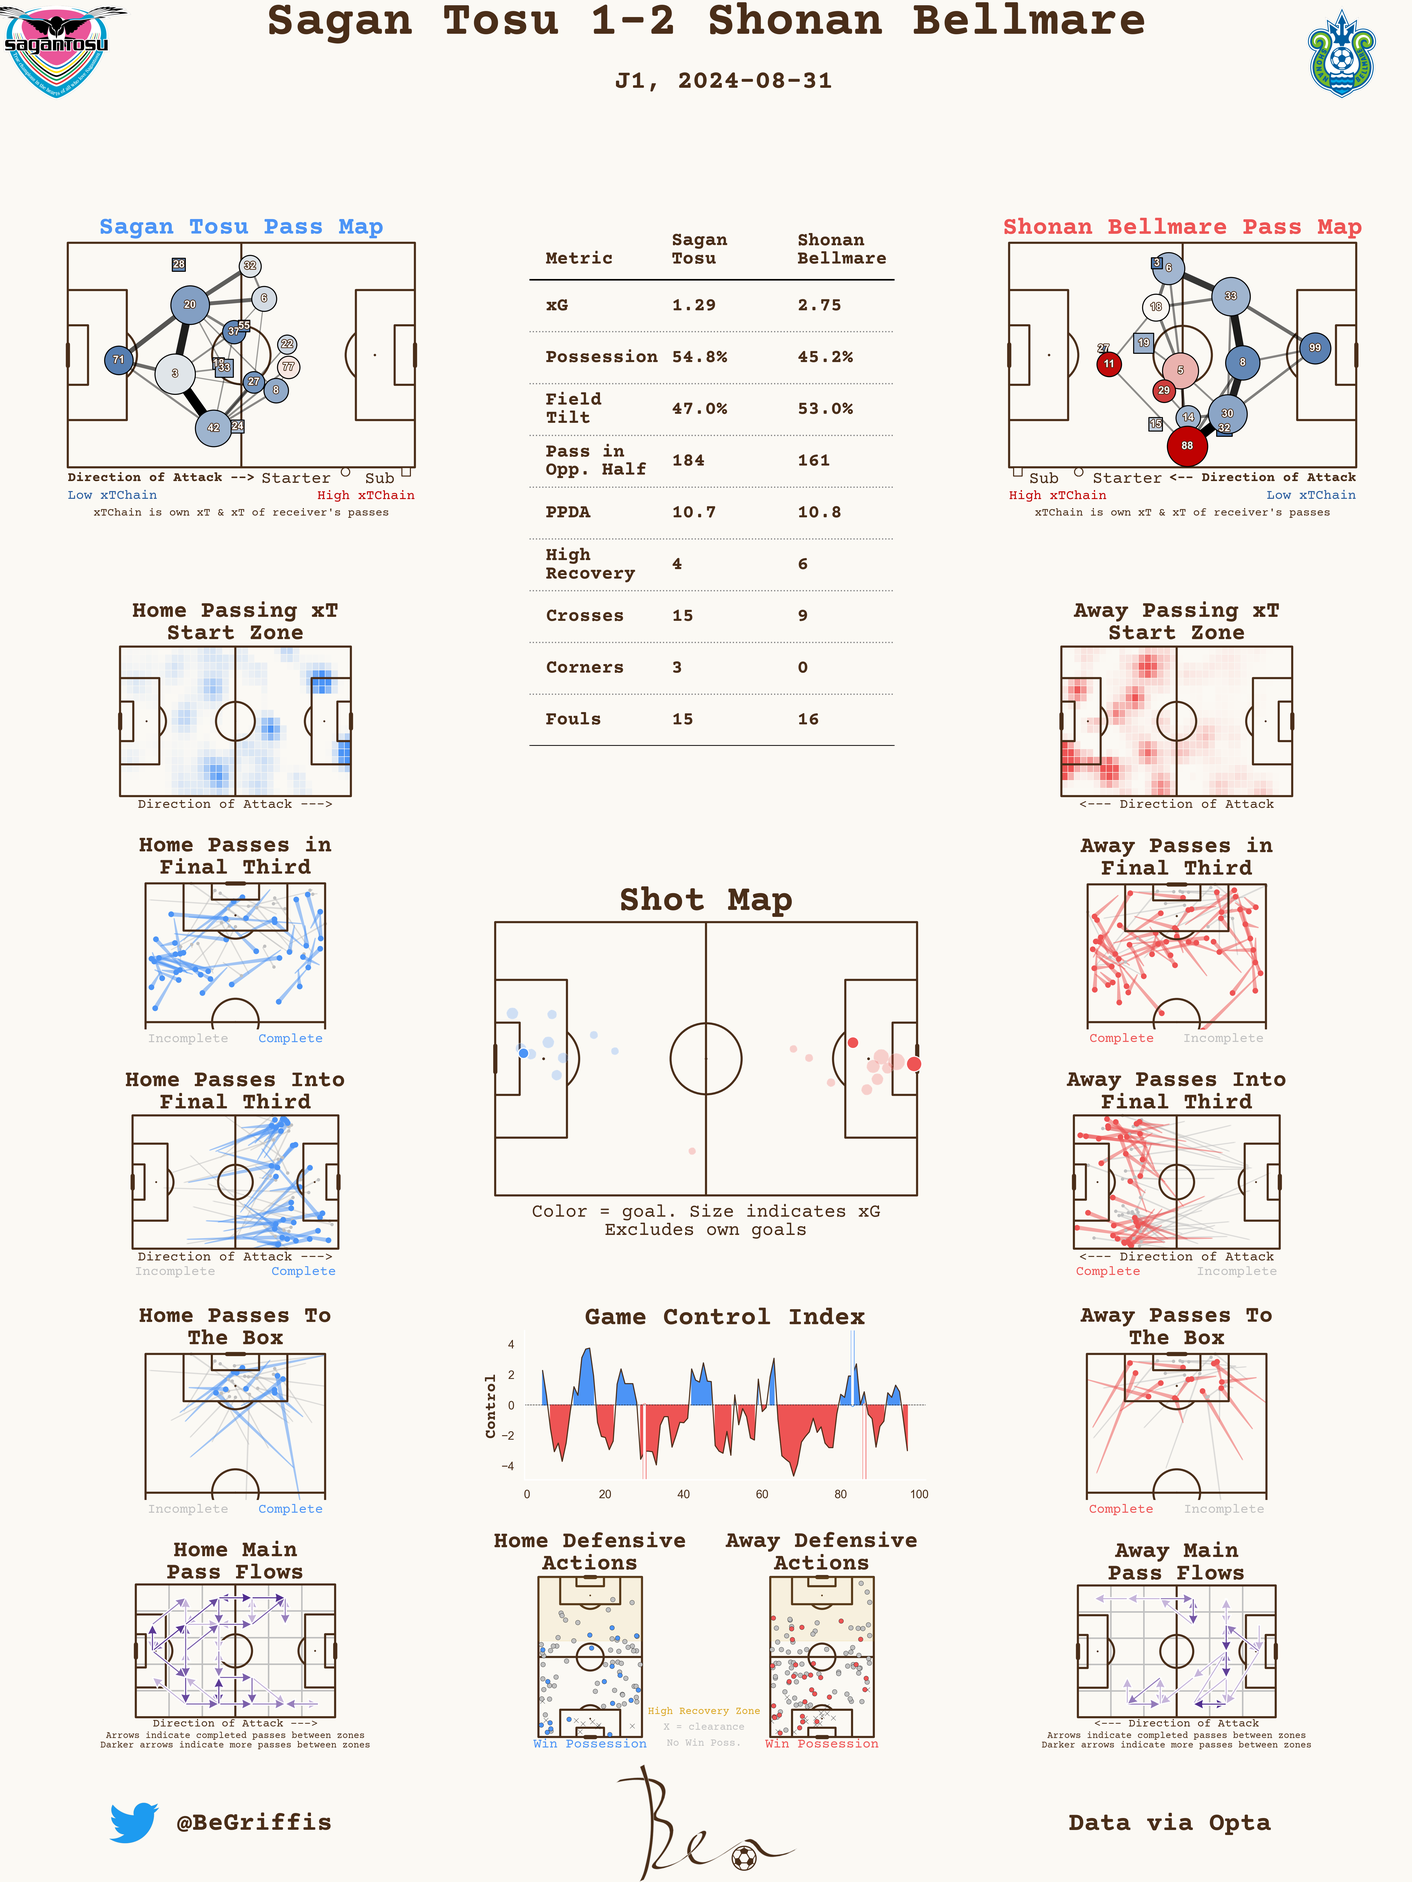 Sagan Tosu 1-2 Shonan Bellmare
J1, 2024-08-31
saganTosu
Sagan Tosu Pass Map
28
32
20
6
37
55
22
71
3
33
77
27
8
42
24
Direction of Attack --> Starter Sub
Low xTChain High xTChain
xTChain is own xT & xT of receiver's passes
Metric Sagan Tosu Shonan Bellmare
xG 1.29 2.75
Possession 54.8% 45.2%
Field Tilt 47.0% 53.0%
Pass in Opp. Half 184 161
PPDA 10.7 10.8
High Recovery 4 6
Crosses 15 9
Corners 3 0
Fouls 15 16
Shonan Bellmare Pass Map
3
6
33
18
19
27
11
99
8
5
29
14
30
15
32
88
Sub Starter <-- Direction of Attack
High xTChain Low xTChain
xTChain is own xT & xT of receiver's passes
Home Passing xT
Start Zone
Direction of Attack --->
Away Passing xT
Start Zone
<--- Direction of Attack
Home Passes in
Final Third
Incomplete Complete
Away Passes in
Final Third
Complete Incomplete
Shot Map
Color = goal. Size indicates xG
Excludes own goals
Home Passes Into
Final Third
Direction of Attack --->
Incomplete Complete
Away Passes Into
Final Third
<--- Direction of Attack
Complete Incomplete
Home Passes To
The Box
Incomplete Complete
Game Control Index
Control
4
2
0
−2
−4
0 20 40 60 80 100
Away Passes To
The Box
Complete Incomplete
Home Main
Pass Flows
Direction of Attack --->
Arrows indicate completed passes between zones
Darker arrows indicate more passes between zones
Home Defensive
Actions
Win Possession
High Recovery Zone
X = clearance
No Win Poss.
Away Defensive
Actions
Win Possession
Away Main
Pass Flows
<--- Direction of Attack
Arrows indicate completed passes between zones
Darker arrows indicate more passes between zones
@BeGriffis
Ben
Data via Opta